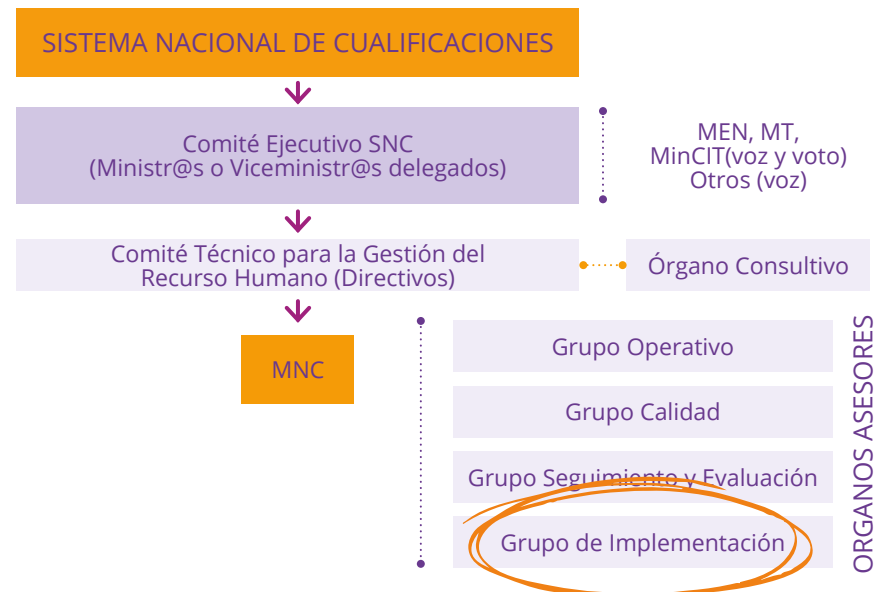 SISTEMA NACIONAL DE CUALIFICACIONES
Comité Ejecutivo SNC
(Ministr@s o Viceministr@s delegados)
MEN, MT,
MinCIT(voz y voto)
Otros (voz)
Comité Técnico para la Gestión del
Recurso Humano (Directivos)
Órgano Consultivo
MNC
Grupo Operativo
Grupo Calidad
Grupo Seguimiento y Evaluación
Grupo de Implementación
ORGANOS ASESORES